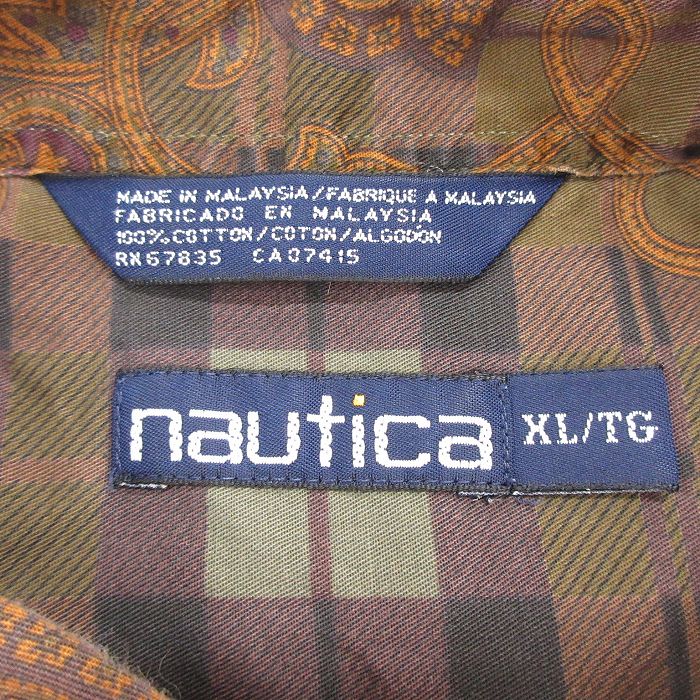 MADE IN MALAYSIA/FABRIQUE A MALAYSIA
FABRICADO EN MALAYSIA
100%COTTON/COTON/ALGODON
RN67835 CA07415
nautica XL/TG